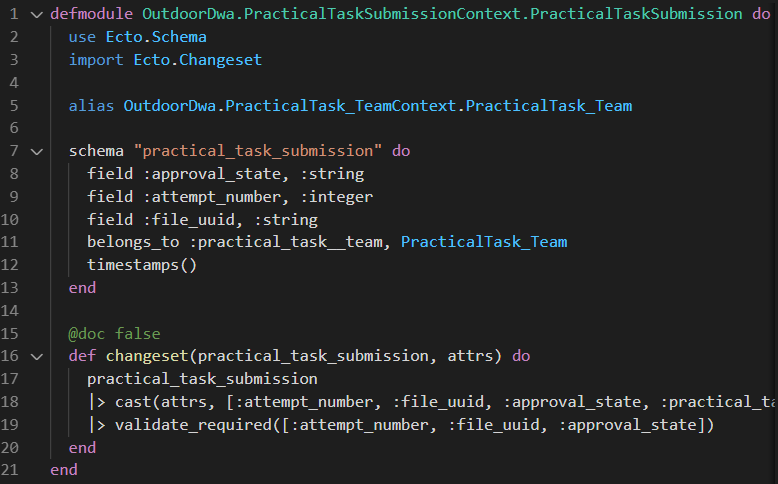 1 defmodule OutdoorDwa.PracticalTaskSubmissionContext.PracticalTaskSubmission do
2 use Ecto.Schema
3 import Ecto.Changeset
4
5 alias OutdoorDwa.PracticalTask_TeamContext.PracticalTask_Team
6
7 schema "practical_task_submission" do
8 field :approval_state, :string
9 field :attempt_number, :integer
10 field :file_uuid, :string
11 belongs_to :practical_task__team, PracticalTask_Team
12 timestamps()
13 end
14
15 @doc false
16 def changeset(practical_task_submission, attrs) do
17 practical_task_submission
18 |> cast(attrs, [:attempt_number, :file_uuid, :approval_state, :practical_ta
19 |> validate_required([:attempt_number, :file_uuid, :approval_state])
20 end
21 end